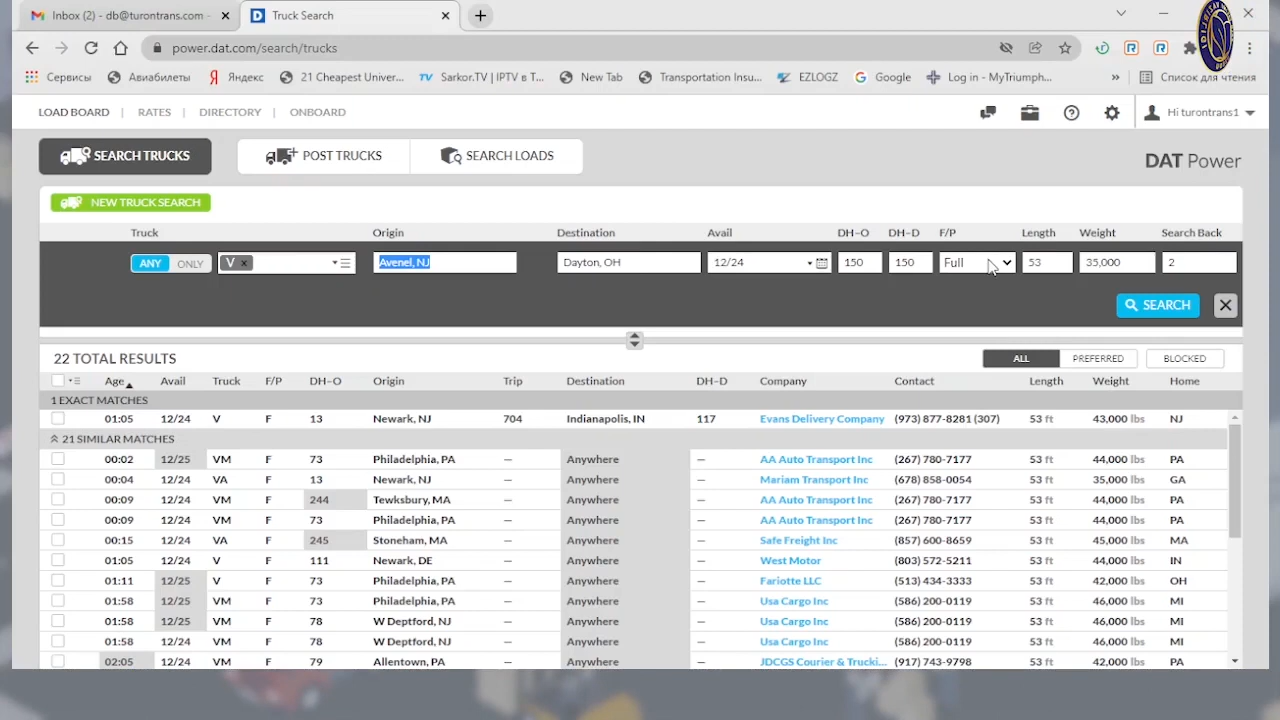 Inbox (2) - db@turontrans.com -
Truck Search
power.dat.com/search/trucks
Сервисы Авиабилеты Яндекс 21 Cheapest Univer... Sarkor.TV | IPTV в Т... New Tab Transportation Insu... EZLOGZ Google Log in - MyTriumph... » Список для чтения
LOAD BOARD | RATES | DIRECTORY | ONBOARD Hi turontrans1
SEARCH TRUCKS POST TRUCKS SEARCH LOADS DAT Power
NEW TRUCK SEARCH
Truck Origin Destination Avail DH-O DH-D F/P Length Weight Search Back
ANY ONLY V Avenel, NJ Dayton, OH 12/24 150 150 Full 53 35,000 2
SEARCH
22 TOTAL RESULTS ALL PREFERRED BLOCKED
Age Avail Truck F/P DH-O Origin Trip Destination DH-D Company Contact Length Weight Home
1 EXACT MATCHES
01:05 12/24 V F 13 Newark, NJ 704 Indianapolis, IN 117 Evans Delivery Company (973) 877-8281 (307) 53 ft 43,000 lbs NJ
21 SIMILAR MATCHES
00:02 12/25 VM F 73 Philadelphia, PA — Anywhere — AA Auto Transport Inc (267) 780-7177 53 ft 44,000 lbs PA
00:04 12/24 VA F 13 Newark, NJ — Anywhere — Mariam Transport Inc (678) 858-0054 53 ft 35,000 lbs GA
00:09 12/24 VM F 244 Tewksbury, MA — Anywhere — AA Auto Transport Inc (267) 780-7177 53 ft 44,000 lbs PA
00:09 12/24 VM F 73 Philadelphia, PA — Anywhere — AA Auto Transport Inc (267) 780-7177 53 ft 44,000 lbs PA
00:15 12/24 VA F 245 Stoneham, MA — Anywhere — Safe Freight Inc (857) 600-8659 53 ft 45,000 lbs MA
01:05 12/24 V F 111 Newark, DE — Anywhere — West Motor (803) 572-5211 53 ft 44,000 lbs IN
01:11 12/25 V F 73 Philadelphia, PA — Anywhere — Fariotte LLC (513) 434-3333 53 ft 42,000 lbs OH
01:58 12/25 VM F 73 Philadelphia, PA — Anywhere — Usa Cargo Inc (586) 200-0119 53 ft 46,000 lbs MI
01:58 12/25 VM F 78 W Deptford, NJ — Anywhere — Usa Cargo Inc (586) 200-0119 53 ft 46,000 lbs MI
01:58 12/24 VM F 78 W Deptford, NJ — Anywhere — Usa Cargo Inc (586) 200-0119 53 ft 46,000 lbs MI
02:05 12/24 VM F 79 Allentown, PA — Anywhere — JDCGS Courier & Trucki... (917) 743-9798 53 ft 42,000 lbs PA